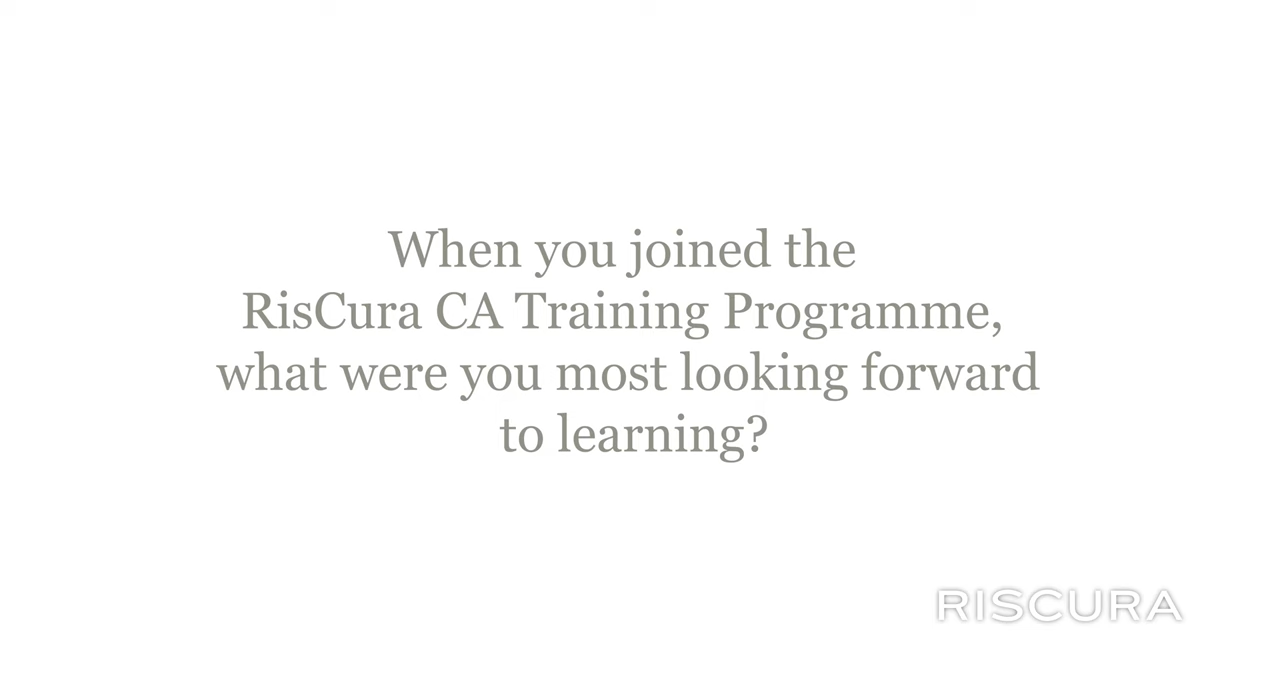 When you joined the
RisCura CA Training Programme,
what were you most looking forward
to learning?
RISCURA